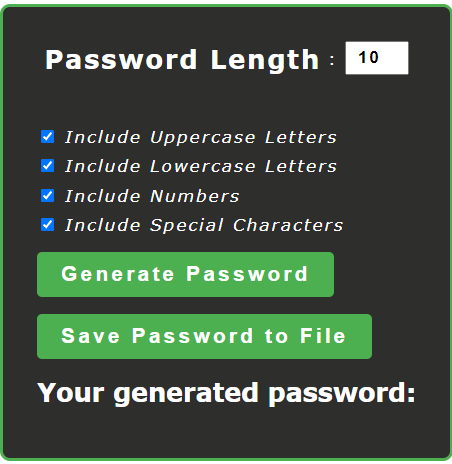 Password Length : 10
Include Uppercase Letters
Include Lowercase Letters
Include Numbers
Include Special Characters
Generate Password
Save Password to File
Your generated password: